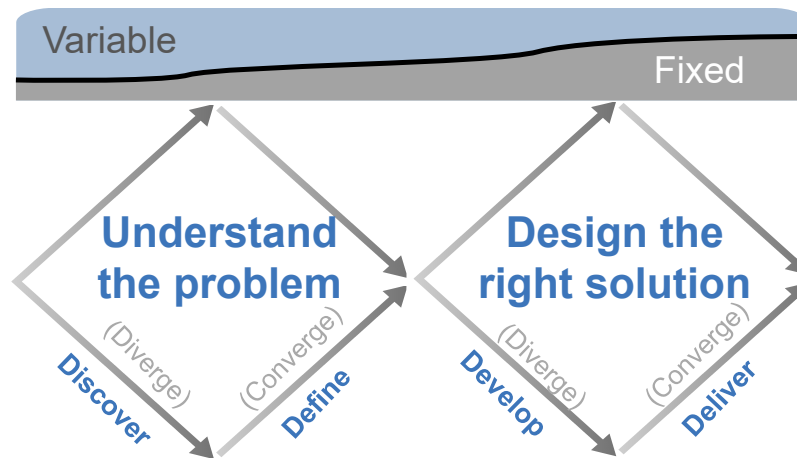 Variable
Fixed
Understand
the problem
(Diverge)
Discover
(Converge)
Define
Design the
right solution
(Diverge)
Develop
(Converge)
Deliver